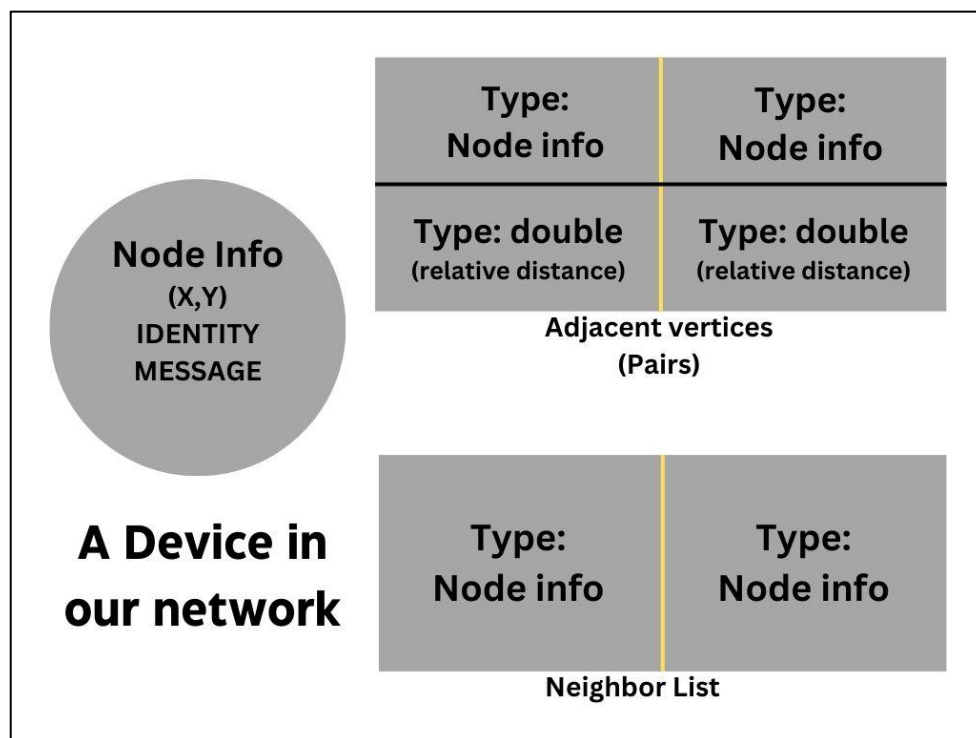 Node Info
(X,Y)
IDENTITY
MESSAGE
A Device in
our network
Type:
Node info
Type:
Node info
Type: double
(relative distance)
Type: double
(relative distance)
Adjacent vertices
(Pairs)
Type:
Node info
Type:
Node info
Neighbor List